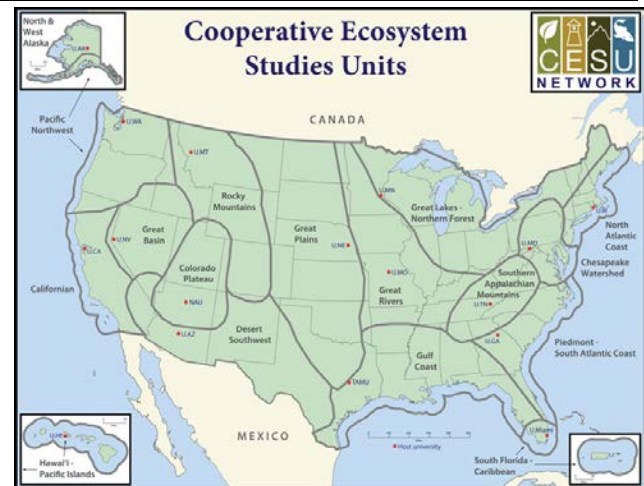 North &
West
Alaska
U.AK
Cooperative Ecosystem
Studies Units
CESU
NETWORK
Pacific
Northwest
CANADA
U.WA
U.MT
U.MN
Rocky
Mountains
Great Lakes -
Northern Forest
U.RI
North
Atlantic
Coast
Great
Basin
Great
Plains
U.NV
U.CA
U.NE
U.MD
Chesapeake
Watershed
Colorado
Plateau
U.MO
Southern
Appalachian
Mountains
Californian
NAU
Great
Rivers
U.TN
U.AZ
Desert
Southwest
U.GA
Piedmont -
South Atlantic Coast
Gulf
Coast
TAMU
MEXICO
Host university
U.Miami
U.HI
Hawai'i -
Pacific Islands
South Florida -
Caribbean